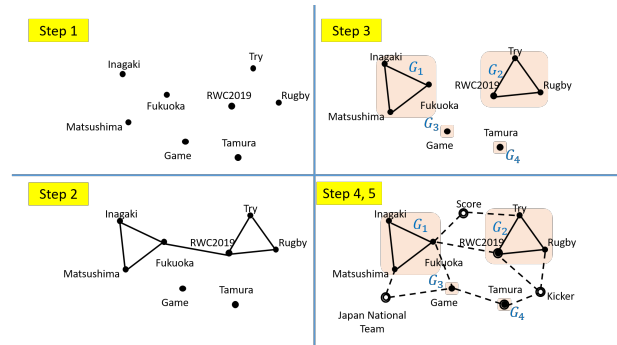 Step 1
Try
Inagaki
RWC2019
Rugby
Fukuoka
Matsushima
Game
Tamura
Step 3
Try
Inagaki
G1
G2
RWC2019
Rugby
Fukuoka
Matsushima
G3
Game
Tamura
G4
Step 2
Try
Inagaki
RWC2019
Rugby
Fukuoka
Matsushima
Game
Tamura
Step 4, 5
Score
Try
Inagaki
G1
G2
RWC2019
Rugby
Fukuoka
Matsushima
G3
Game
Tamura
G4
Kicker
Japan National
Team